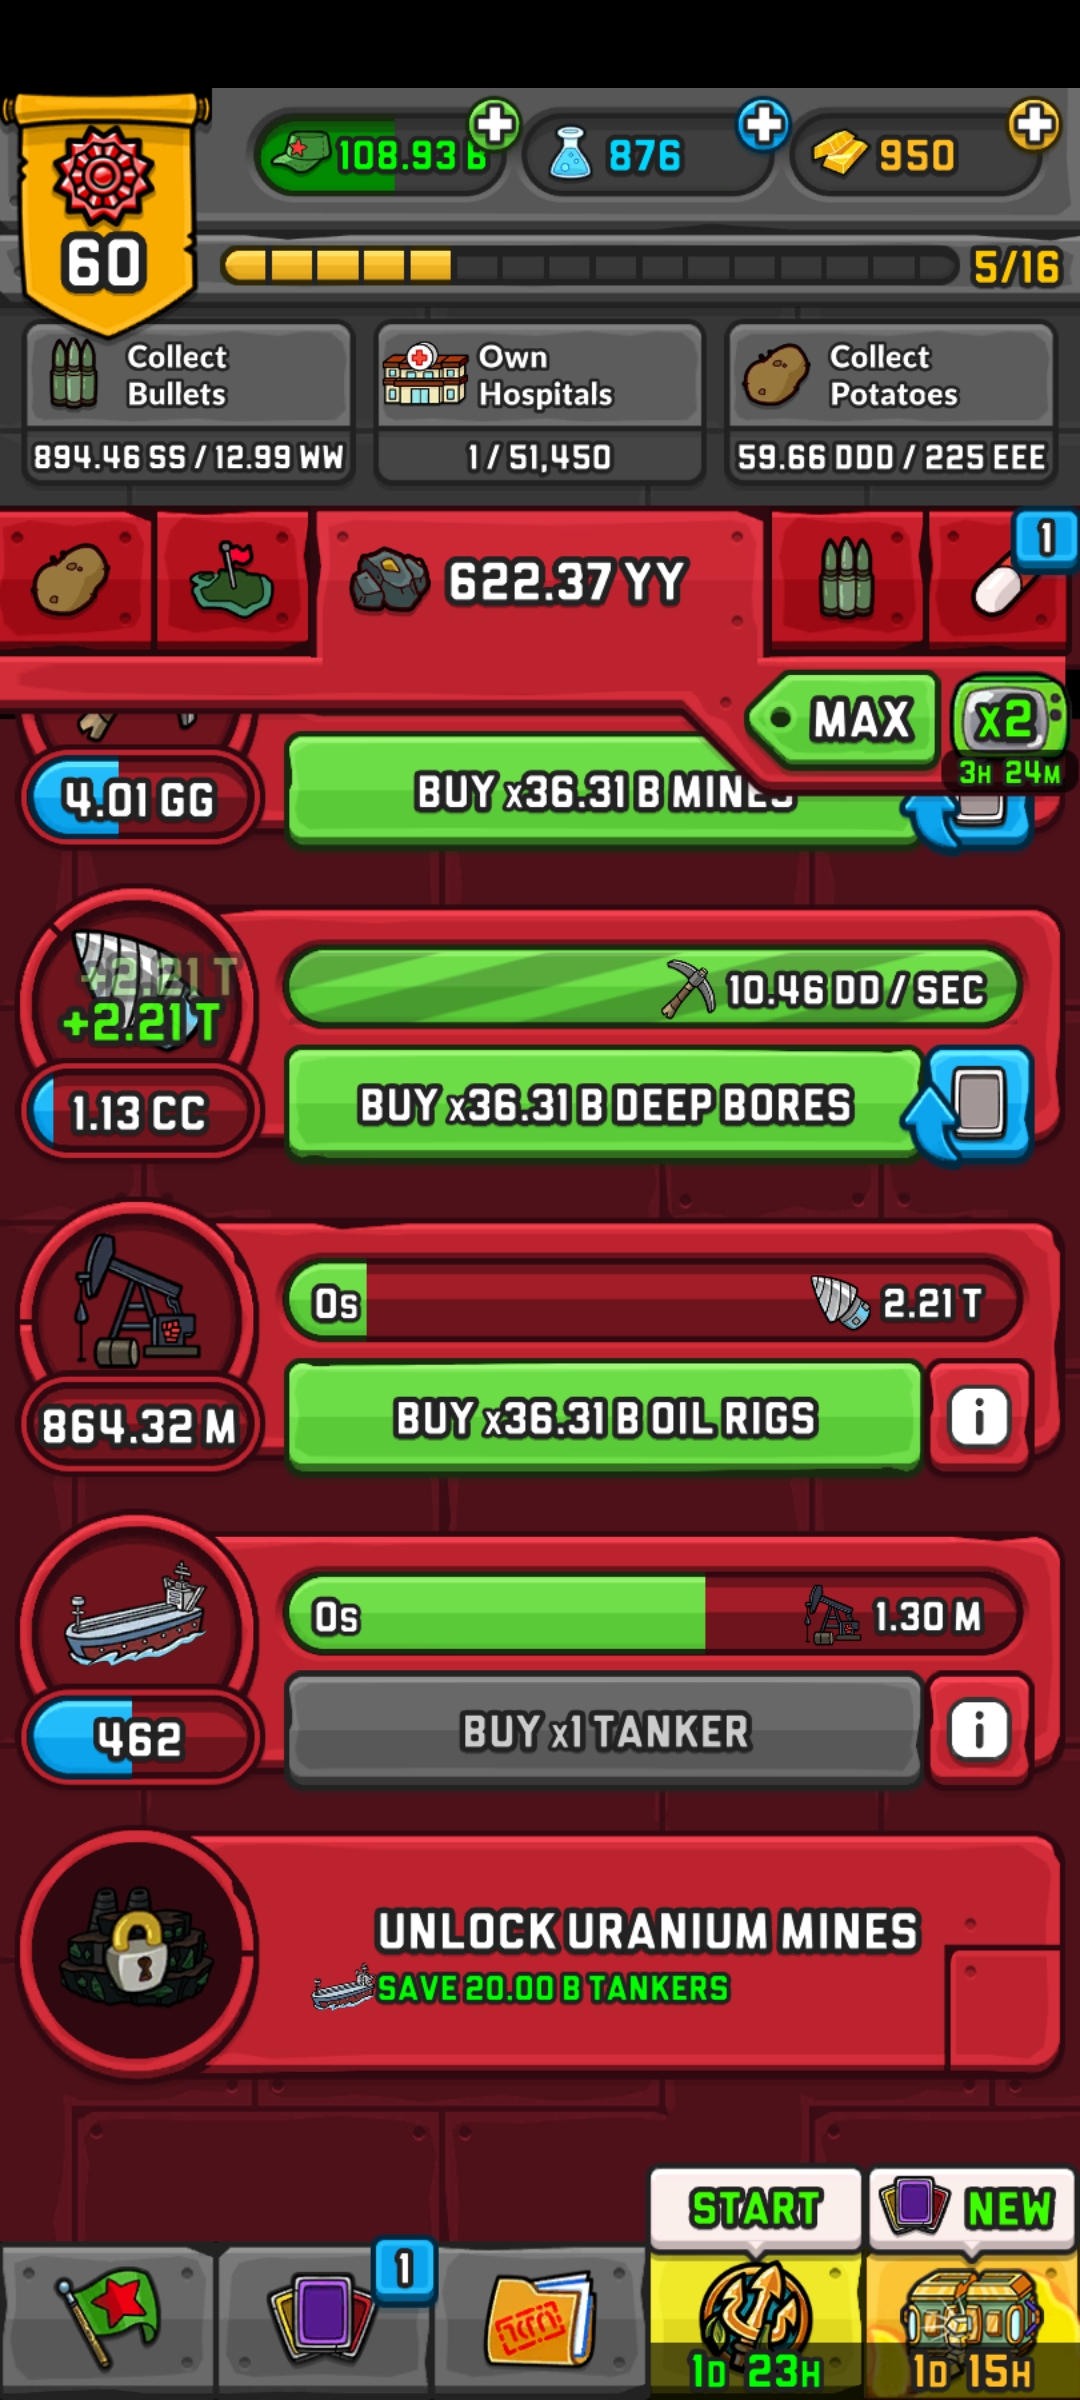 108.93 B
876
950
60
5/16
Collect
Bullets
894.46 SS / 12.99 WW
Own
Hospitals
1 / 51,450
Collect
Potatoes
59.66 DDD / 225 EEE
622.37 YY
1
MAX
x2
3H 24M
4.01 GG
BUY x36.31 B MINES
+2.21 T
+2.21 T
10.46 DD / SEC
1.13 CC
BUY x36.31 B DEEP BORES
0s
2.21 T
864.32 M
BUY x36.31 B OIL RIGS
i
0s
1.30 M
462
BUY x1 TANKER
i
UNLOCK URANIUM MINES
SAVE 20.00 B TANKERS
START
NEW
1
1D 23H
1D 15H